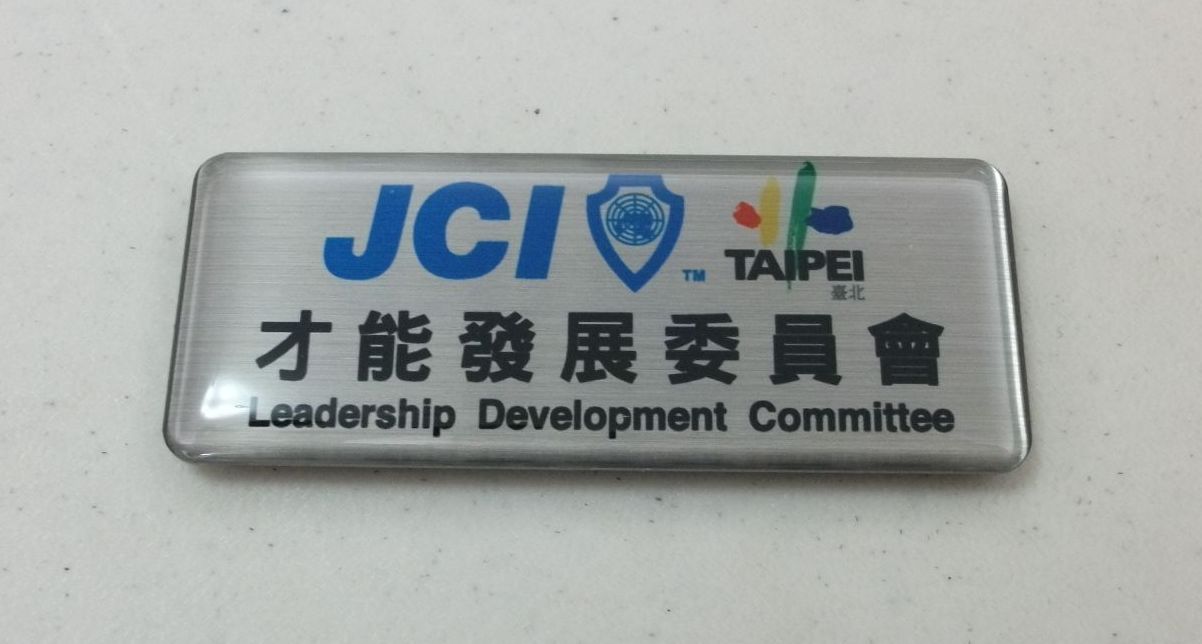 JCI ™ TAIPEI
臺北
才能發展委員會
Leadership Development Committee